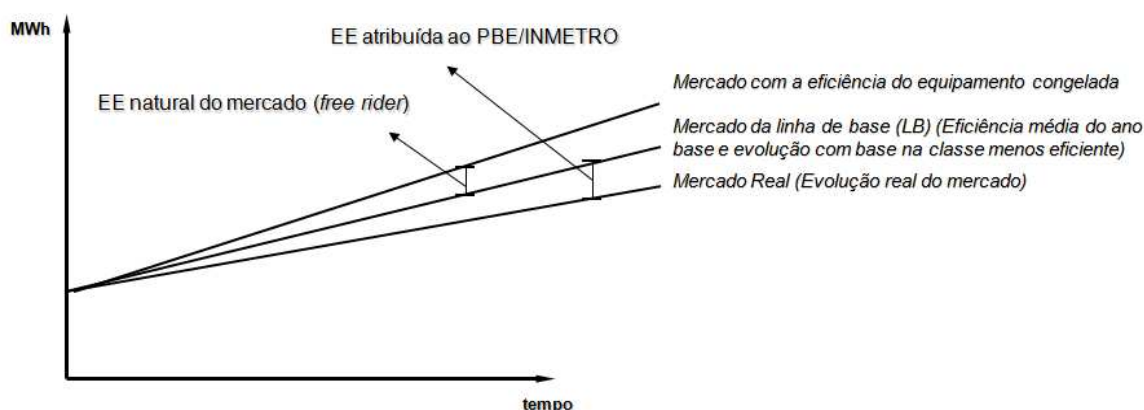 MWh
EE atribuída ao PBE/INMETRO
EE natural do mercado (free rider)
Mercado com a eficiência do equipamento congelada
Mercado da linha de base (LB) (Eficiência média do ano
base e evolução com base na classe menos eficiente)
Mercado Real (Evolução real do mercado)
tempo